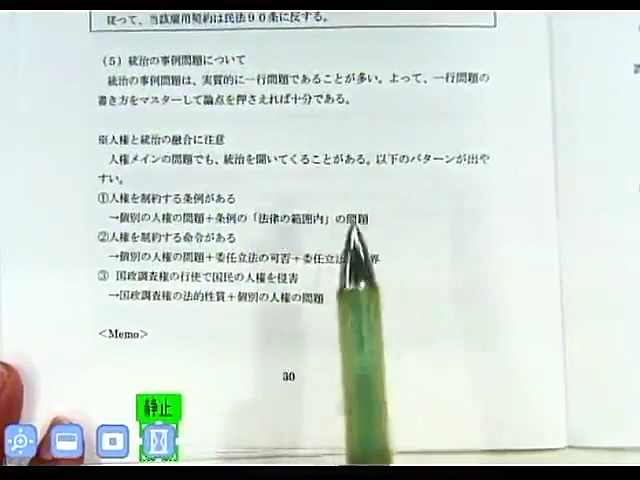 従って、当該雇用契約は民法90条に反する。
(5)統治の事例問題について
統治の事例問題は、実質的に一行問題であることが多い。よって、一行問題の
書き方をマスターして論点を押さえれば十分である。
※人権と統治の融合に注意
人権メインの問題でも、統治を聞いてくることがある。以下のパターンが出や
すい。
①人権を制約する条例がある
→個別の人権の問題+条例の「法律の範囲内」の問題
②人権を制約する命令がある
→個別の人権の問題+委任立法の可否+委任立法 界
③ 国政調査権の行使で国民の人権を侵害
→国政調査権の法的性質+個別の人権の問題
<Memo>
30
静止